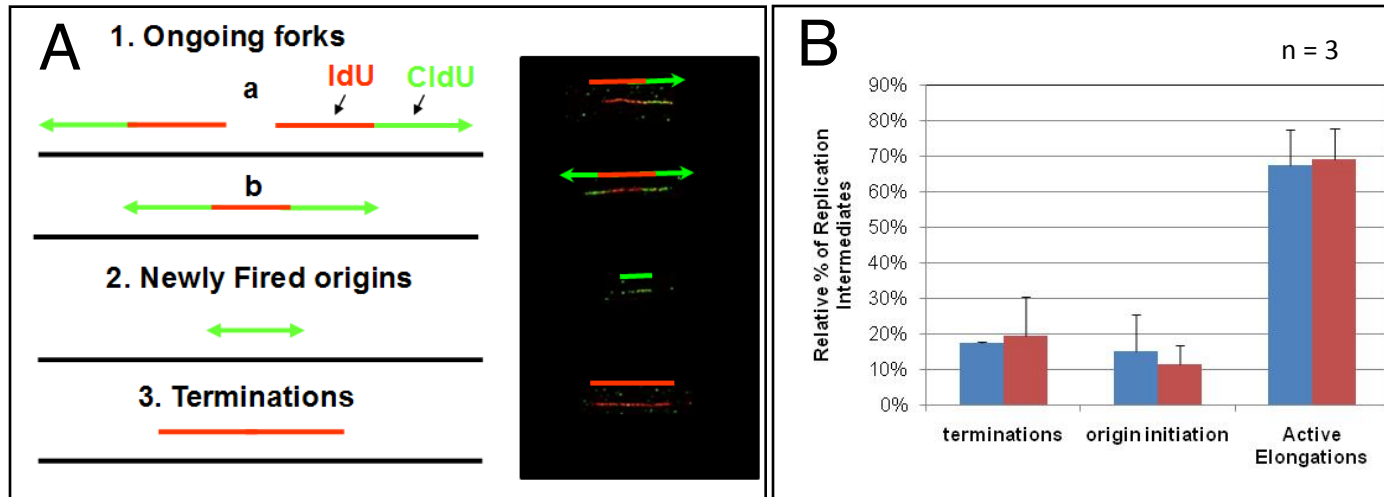 A
1. Ongoing forks
a
IdU
CldU
b
2. Newly Fired origins
3. Terminations
B
n = 3
Relative % of Replication
Intermediates
90%
80%
70%
60%
50%
40%
30%
20%
10%
0%
terminations
origin initiation
Active
Elongations